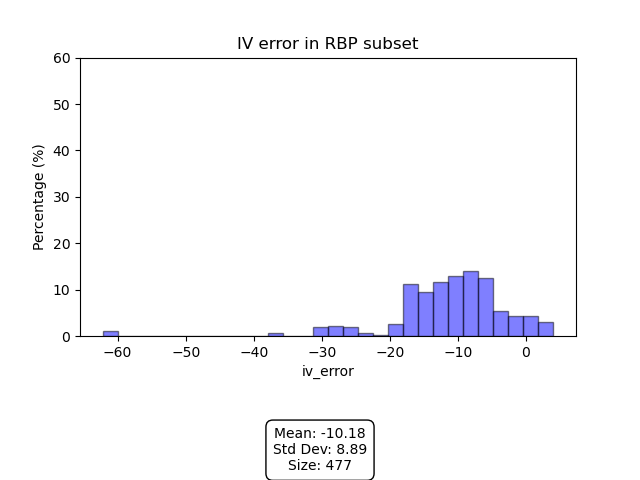 IV error in RBP subset
60
50
40
30
20
10
0
Percentage (%)
−60 −50 −40 −30 −20 −10 0
iv_error
Mean: -10.18
Std Dev: 8.89
Size: 477